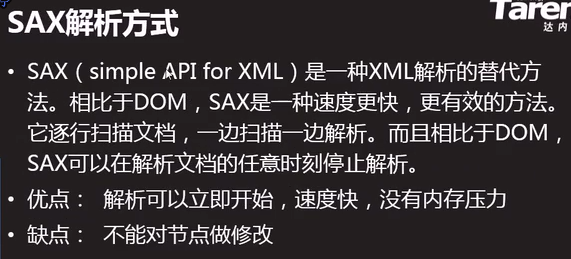 SAX解析方式
Taren
达内
• SAX（simple API for XML）是一种XML解析的替代方
法。相比于DOM，SAX是一种速度更快，更有效的方法。
它逐行扫描文档，一边扫描一边解析。而且相比于DOM，
SAX可以在解析文档的任意时刻停止解析。
• 优点： 解析可以立即开始，速度快，没有内存压力
• 缺点： 不能对节点做修改